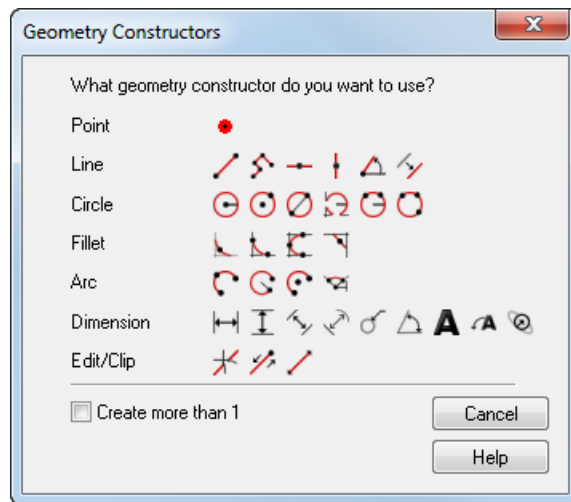 Geometry Constructors
What geometry constructor do you want to use?
Point
Line
Circle
Fillet
Arc
Dimension A A
Edit/Clip
Create more than 1
Cancel
Help